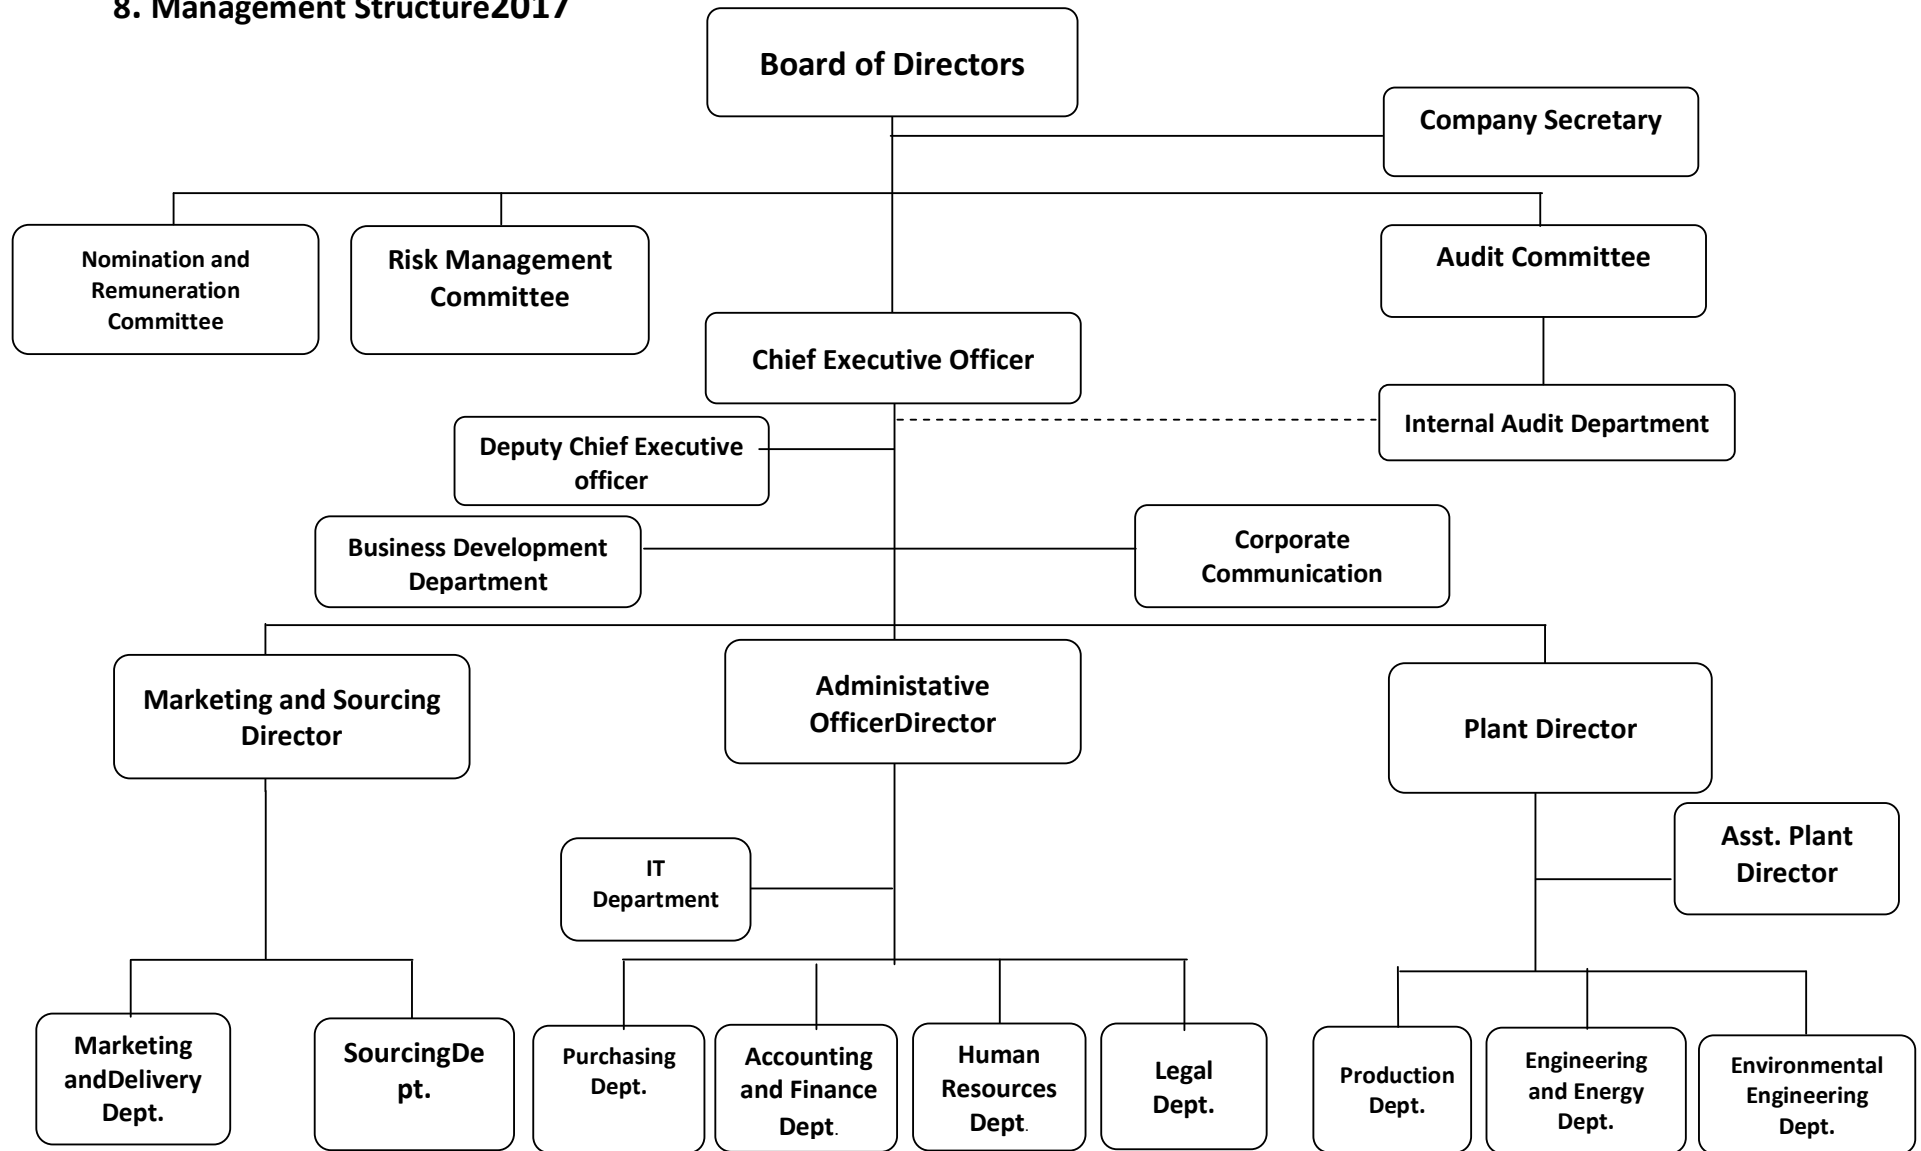 8. Management Structure2017
Board of Directors
Company Secretary
Nomination and
Remuneration
Committee
Risk Management
Committee
Audit Committee
Chief Executive Officer
Internal Audit Department
Deputy Chief Executive
officer
Business Development
Department
Corporate
Communication
Marketing and Sourcing
Director
Administative
OfficerDirector
Plant Director
Asst. Plant
Director
IT
Department
Marketing
andDelivery
Dept.
SourcingDe
pt.
Purchasing
Dept.
Accounting
and Finance
Dept.
Human
Resources
Dept.
Legal
Dept.
Production
Dept.
Engineering
and Energy
Dept.
Environmental
Engineering
Dept.